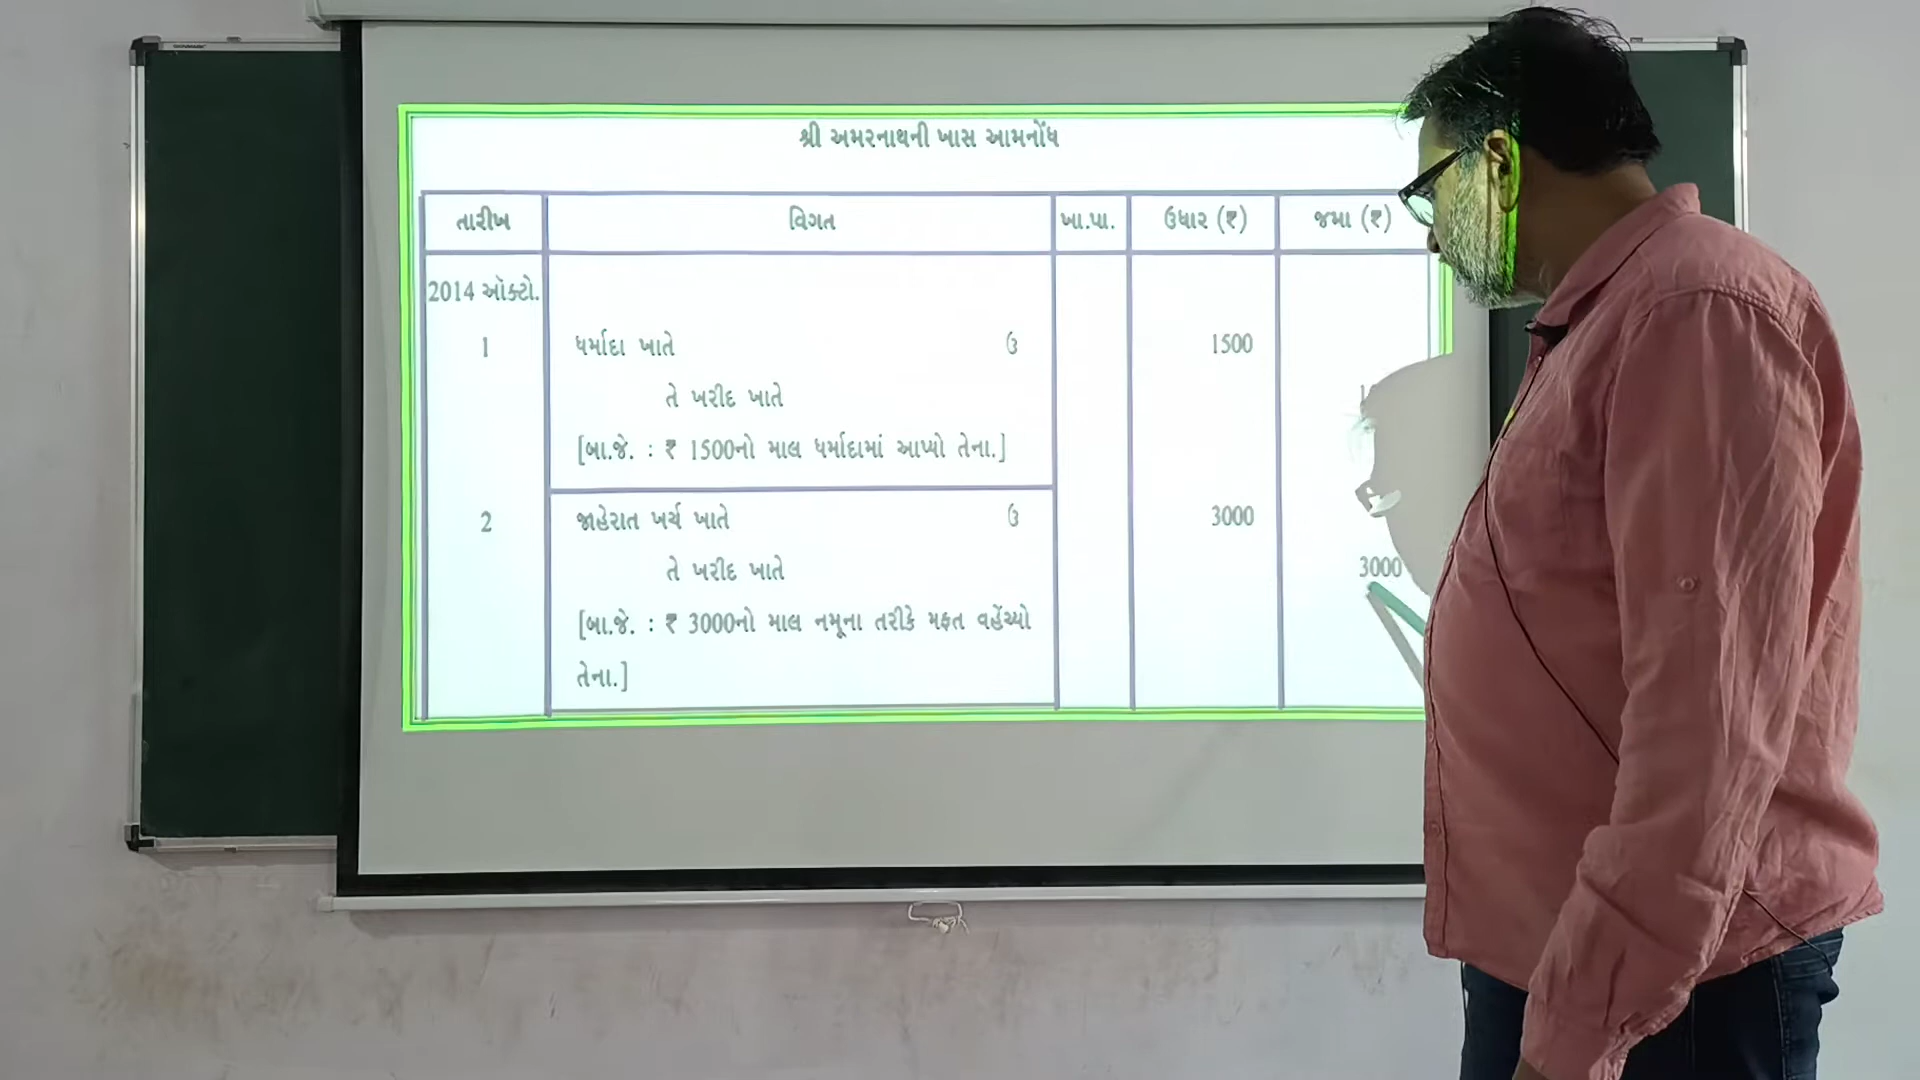 શ્રી અમરનાથની ખાસ આમનોંધ
તારીખ વિગત ખા.પા. ઉધાર (₹) જમા (₹)
2014 ઑક્ટો.
1 ધર્માદા ખાતે ઉ 1500
તે ખરીદ ખાતે
[બા.જે. : ₹ 1500નો માલ ધર્માદામાં આપ્યો તેના.]
2 જાહેરાત ખર્ચ ખાતે ઉ 3000
તે ખરીદ ખાતે 3000
[બા.જે. : ₹ 3000નો માલ નમૂના તરીકે મફત વહેંચ્યો
તેના.]